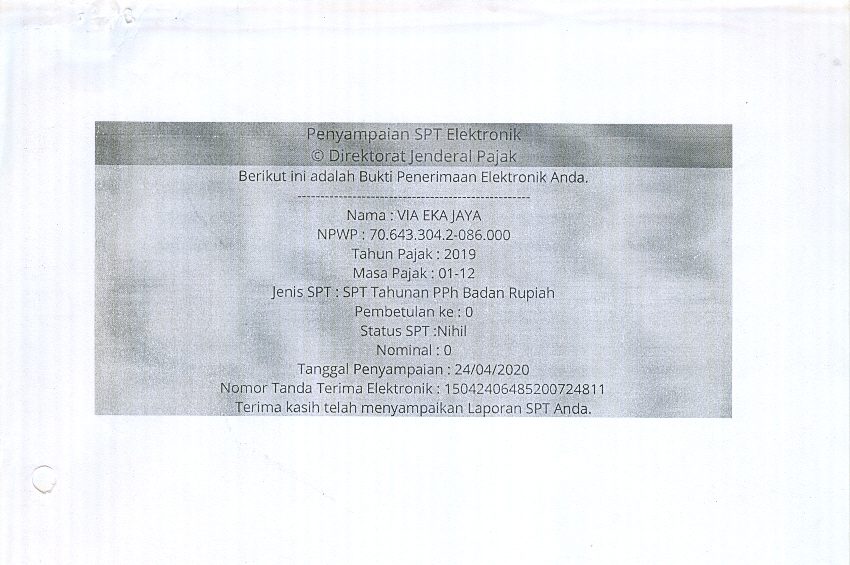 Penyampaian SPT Elektronik
© Direktorat Jenderal Pajak
Berikut ini adalah Bukti Penerimaan Elektronik Anda.
------------------------------------------------
Nama : VIA EKA JAYA
NPWP : 70.643.304.2-086.000
Tahun Pajak : 2019
Masa Pajak : 01-12
Jenis SPT : SPT Tahunan PPh Badan Rupiah
Pembetulan ke : 0
Status SPT :Nihil
Nominal : 0
Tanggal Penyampaian : 24/04/2020
Nomor Tanda Terima Elektronik : 15042406485200724811
Terima kasih telah menyampaikan Laporan SPT Anda.